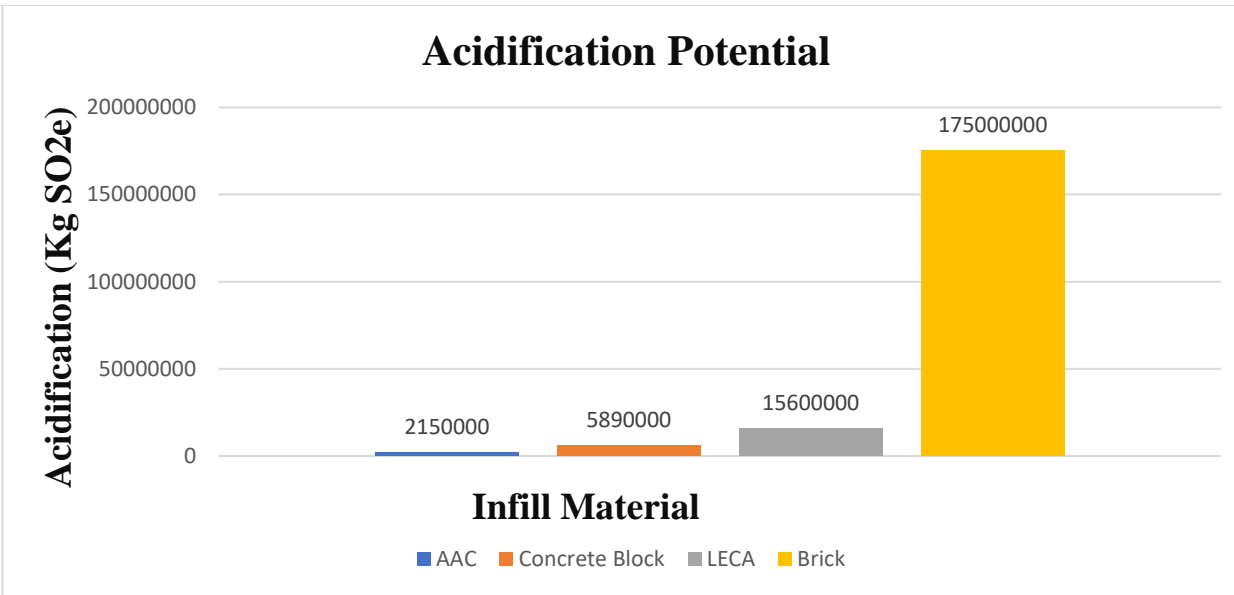 Acidification Potential
Acidification (Kg SO2e)
200000000
150000000
100000000
50000000
0
2150000
5890000
15600000
175000000
Infill Material
AAC Concrete Block LECA Brick